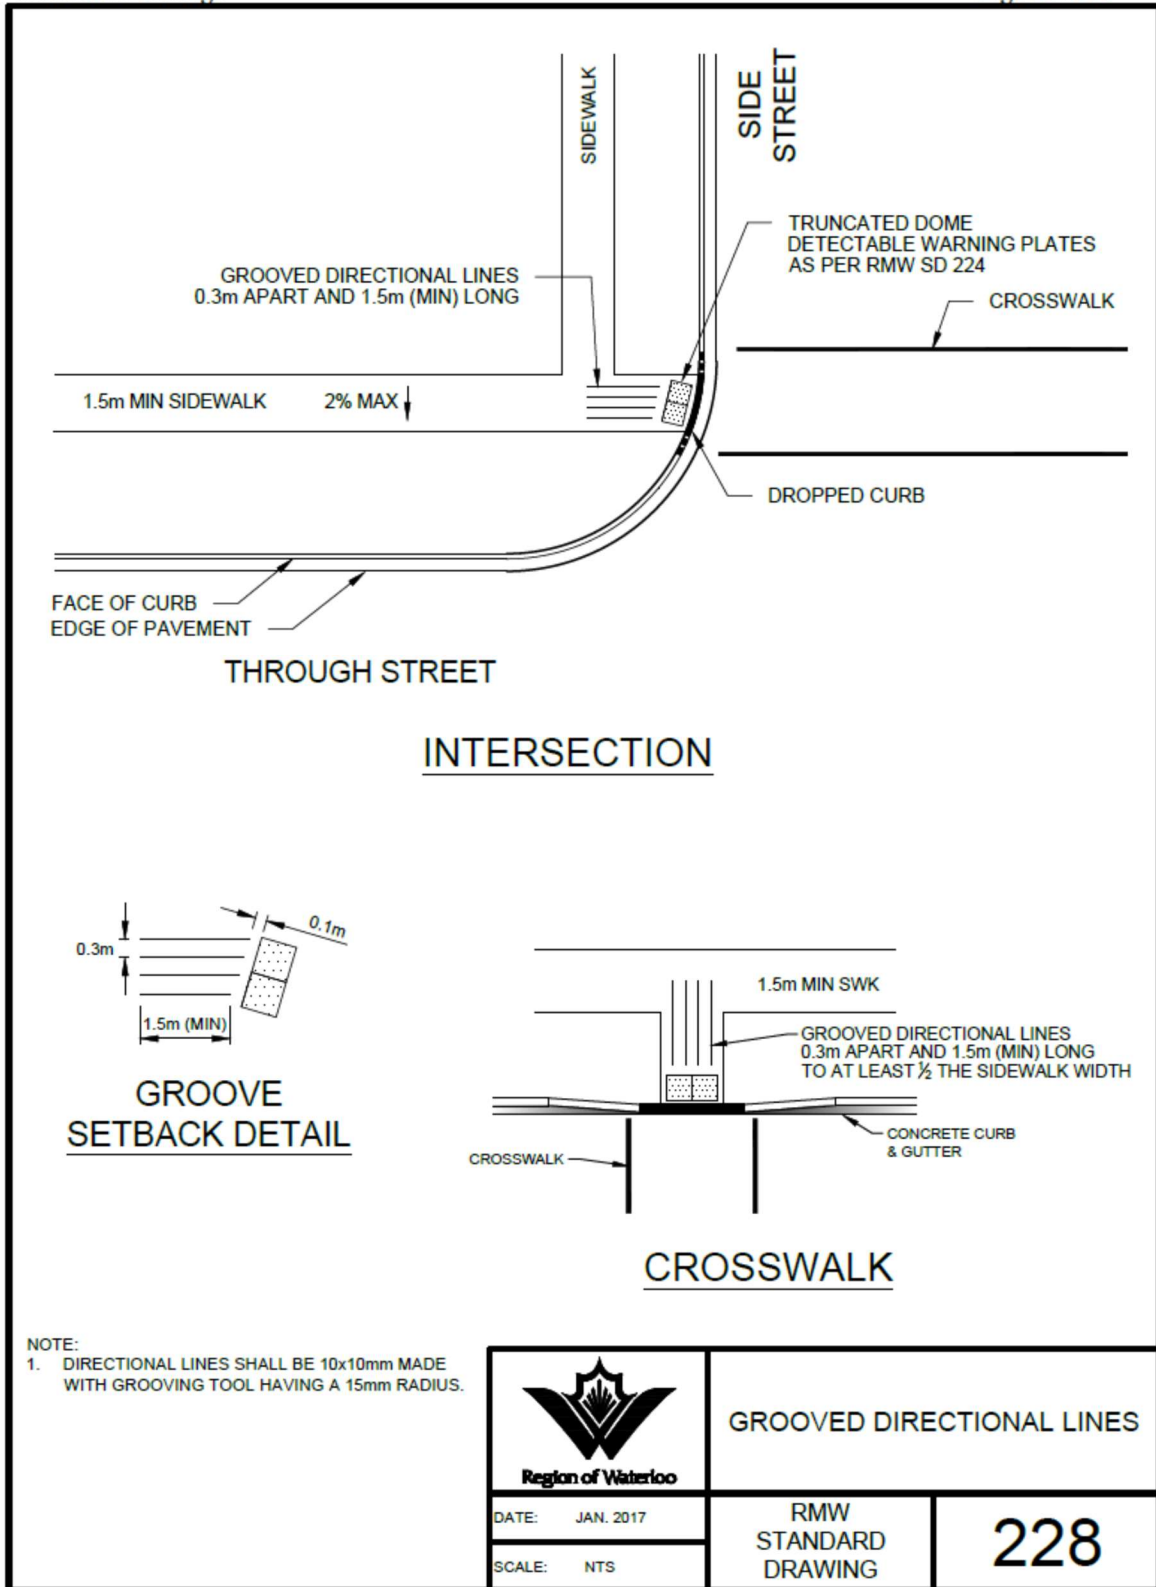 SIDEWALK
SIDE
STREET
TRUNCATED DOME
DETECTABLE WARNING PLATES
AS PER RMW SD 224
GROOVED DIRECTIONAL LINES
0.3m APART AND 1.5m (MIN) LONG
CROSSWALK
1.5m MIN SIDEWALK
2% MAX
DROPPED CURB
FACE OF CURB
EDGE OF PAVEMENT
THROUGH STREET
INTERSECTION
0.1m
0.3m
1.5m (MIN)
GROOVE
SETBACK DETAIL
1.5m MIN SWK
GROOVED DIRECTIONAL LINES
0.3m APART AND 1.5m (MIN) LONG
TO AT LEAST ½ THE SIDEWALK WIDTH
CONCRETE CURB
& GUTTER
CROSSWALK
CROSSWALK
NOTE:
1. DIRECTIONAL LINES SHALL BE 10x10mm MADE
WITH GROOVING TOOL HAVING A 15mm RADIUS.
Region of Waterloo
GROOVED DIRECTIONAL LINES
DATE: JAN. 2017
SCALE: NTS
RMW
STANDARD
DRAWING
228